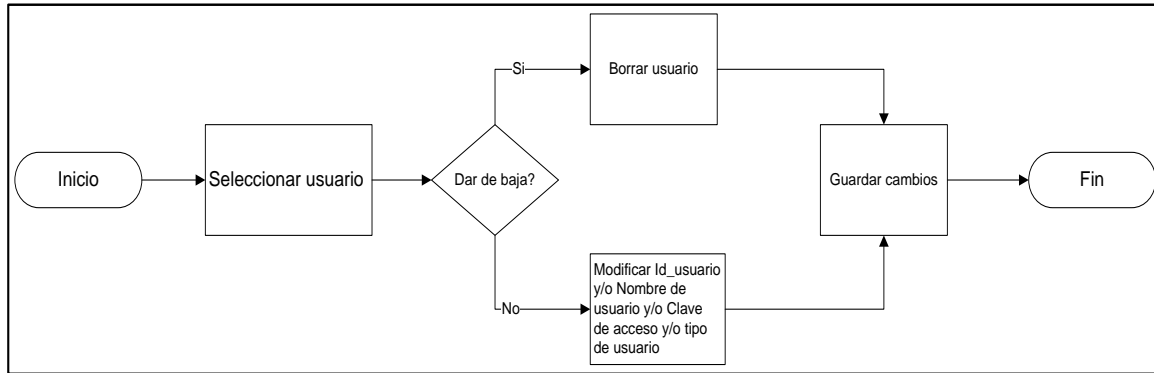 Inicio
Seleccionar usuario
Dar de baja?
Si
Borrar usuario
No
Modificar Id_usuario
y/o Nombre de
usuario y/o Clave
de acceso y/o tipo
de usuario
Guardar cambios
Fin